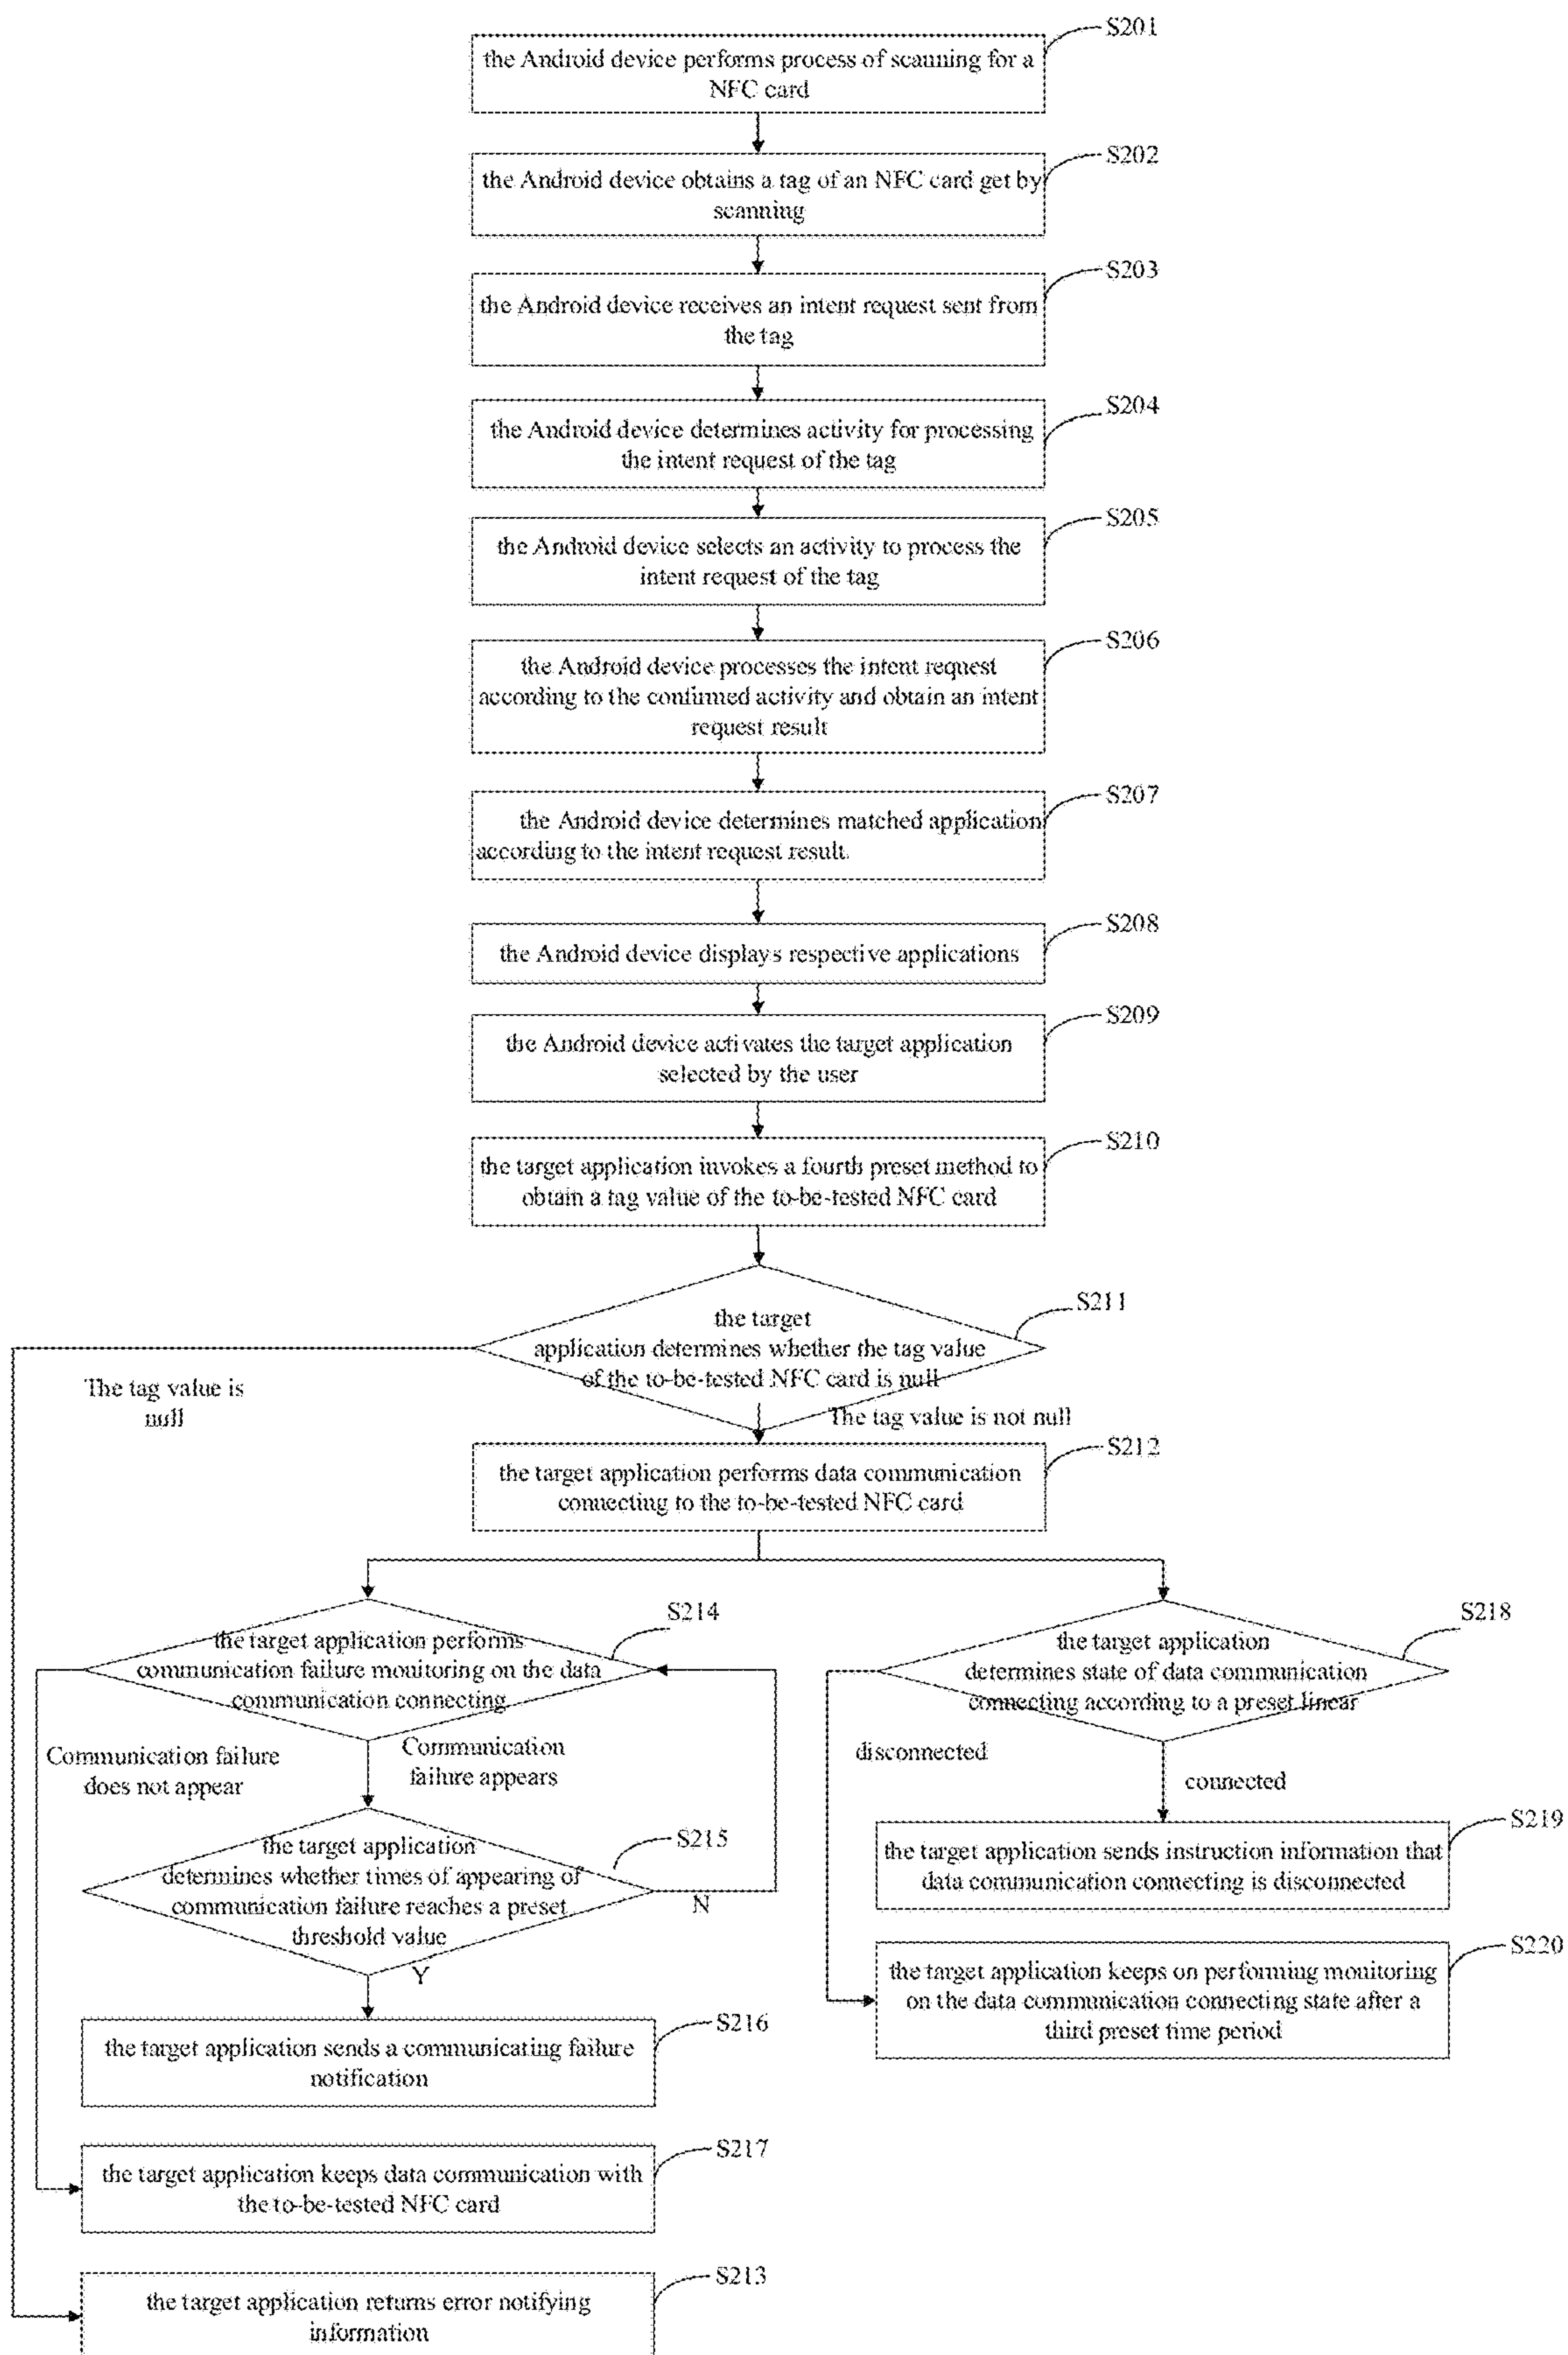 S201
the Android device performs process of scanning for a
NFC card
S202
the Android device obtains a tag of an NFC card get by
scanning
S203
the Android device receives an intent request sent from
the tag
S204
the Android device determines activity for processing
the intent request of the tag
S205
the Android device selects an activity to process the
intent request of the tag
S206
the Android device processes the intent request
according to the confirmed activity and obtain an intent
request result
S207
the Android device determines matched application
according to the intent request result.
S208
the Android device displays respective applications
S209
the Android device activates the target application
selected by the user
S210
the target application invokes a fourth preset method to
obtain a tag value of the to-be-tested NFC card
S211
the target
application determines whether the tag value
of the to-be-tested NFC card is null
The tag value is
null
The tag value is not null
S212
the target application performs data communication
connecting to the to-be-tested NFC card
S214
the target application performs
communication failure monitoring on the data
communication connecting
Communication failure
does not appear
Communication
failure appears
S215
the target application
determines whether times of appearing of
communication failure reaches a preset
threshold value
N
Y
S216
the target application sends a communicating failure
notification
S217
the target application keeps data communication with
the to-be-tested NFC card
S213
the target application returns error notifying
information
S218
the target application
determines state of data communication
connecting according to a preset linear
disconnected
connected
S219
the target application sends instruction information that
data communication connecting is disconnected
S220
the target application keeps on performing monitoring
on the data communication connecting state after a
third preset time period